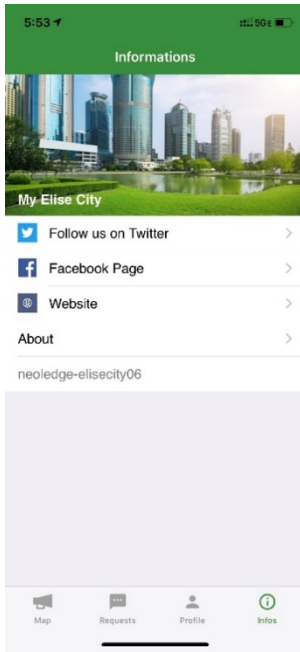 5:53
5G E
Informations
My Elise City
Follow us on Twitter
Facebook Page
Website
About
neoledge-elisecity06
Map
Requests
Profile
Infos